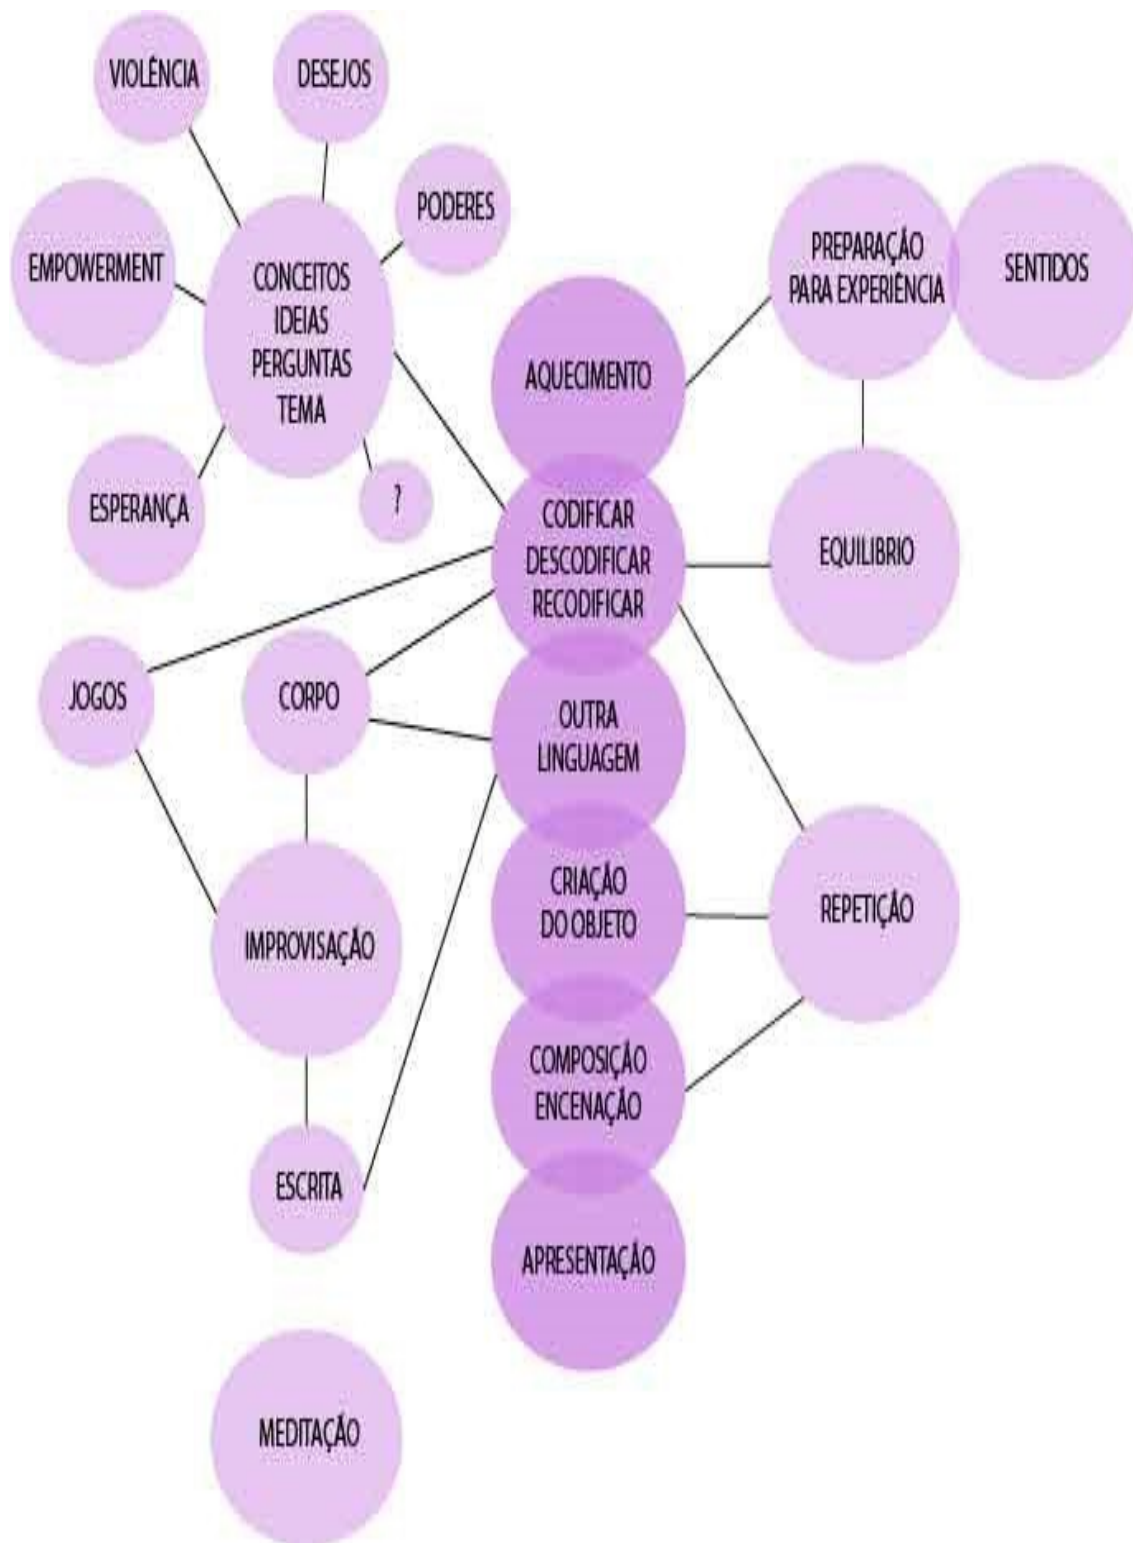 VIOLÊNCIA
DESEJOS
PODERES
EMPOWERMENT
CONCEITOS
IDEIAS
PERGUNTAS
TEMA
ESPERANÇA
?
PREPARAÇÃO
PARA EXPERIÊNCIA
SENTIDOS
AQUECIMENTO
CODIFICAR
DESCODIFICAR
RECODIFICAR
EQUILIBRIO
JOGOS
CORPO
OUTRA
LINGUAGEM
CRIAÇÃO
DO OBJETO
REPETIÇÃO
IMPROVISAÇÃO
COMPOSIÇÃO
ENCENAÇÃO
ESCRITA
APRESENTAÇÃO
MEDITAÇÃO